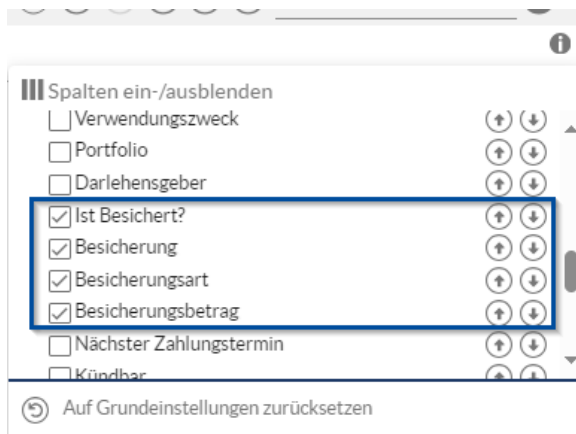 Spalten ein-/ausblenden
Verwendungszweck
Portfolio
Darlehensgeber
Ist Besichert?
Besicherung
Besicherungsart
Besicherungsbetrag
Nächster Zahlungstermin
Kündbar
Auf Grundeinstellungen zurücksetzen